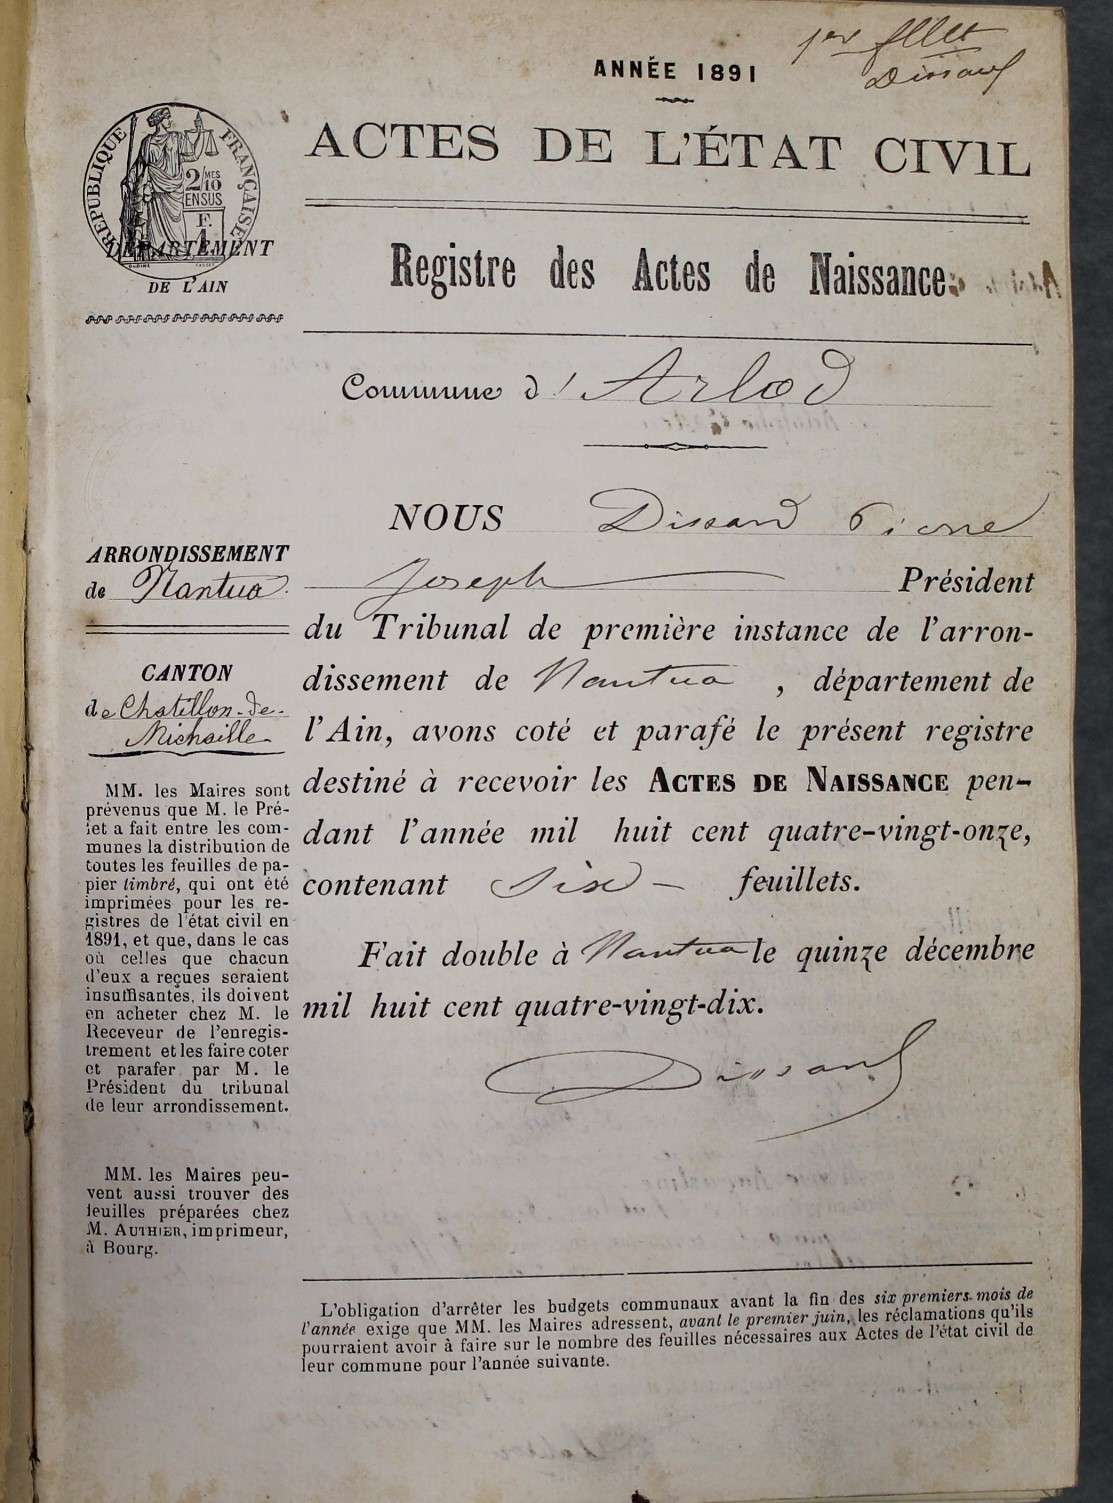 1er fllet
Dissard
ANNÉE 1891
ACTES DE L'ÉTAT CIVIL
RÉPUBLIQUE FRANÇAISE
2/10 MES
EN SUS
F.
1
DÉPARTEMENT
DE L'AIN
Registre des Actes de Naissance
Commune d' Arlod
ARRONDISSEMENT
de Nantua.
CANTON
de Chatillon-de-
Michaille
MM. les Maires sont
prévenus que M. le Pré-
fet a fait entre les com-
munes la distribution de
toutes les feuilles de pa-
pier timbré, qui ont été
imprimées pour les re-
gistres de l'état civil en
1891, et que, dans le cas
où celles que chacun
d'eux a reçues seraient
insuffisantes, ils doivent
en acheter chez M. le
Receveur de l'enregis-
trement et les faire coter
et parafer par M. le
Président du tribunal
de leur arrondissement.
MM. les Maires peu-
vent aussi trouver des
feuilles préparées chez
M. AUTHIER, imprimeur,
à Bourg.
NOUS Dissard Pierre
Joseph Président
du Tribunal de première instance de l'arron-
dissement de Nantua, département de
l'Ain, avons coté et parafé le présent registre
destiné à recevoir les ACTES DE NAISSANCE pen-
dant l'année mil huit cent quatre-vingt-onze,
contenant Six - feuillets.
Fait double à Nantua le quinze décembre
mil huit cent quatre-vingt-dix.
Dissard
L'obligation d'arrêter les budgets communaux avant la fin des six premiers mois de
l'année exige que MM. les Maires adressent, avant le premier juin, les réclamations qu'ils
pourraient avoir à faire sur le nombre des feuilles nécessaires aux Actes de l'état civil de
leur commune pour l'année suivante.